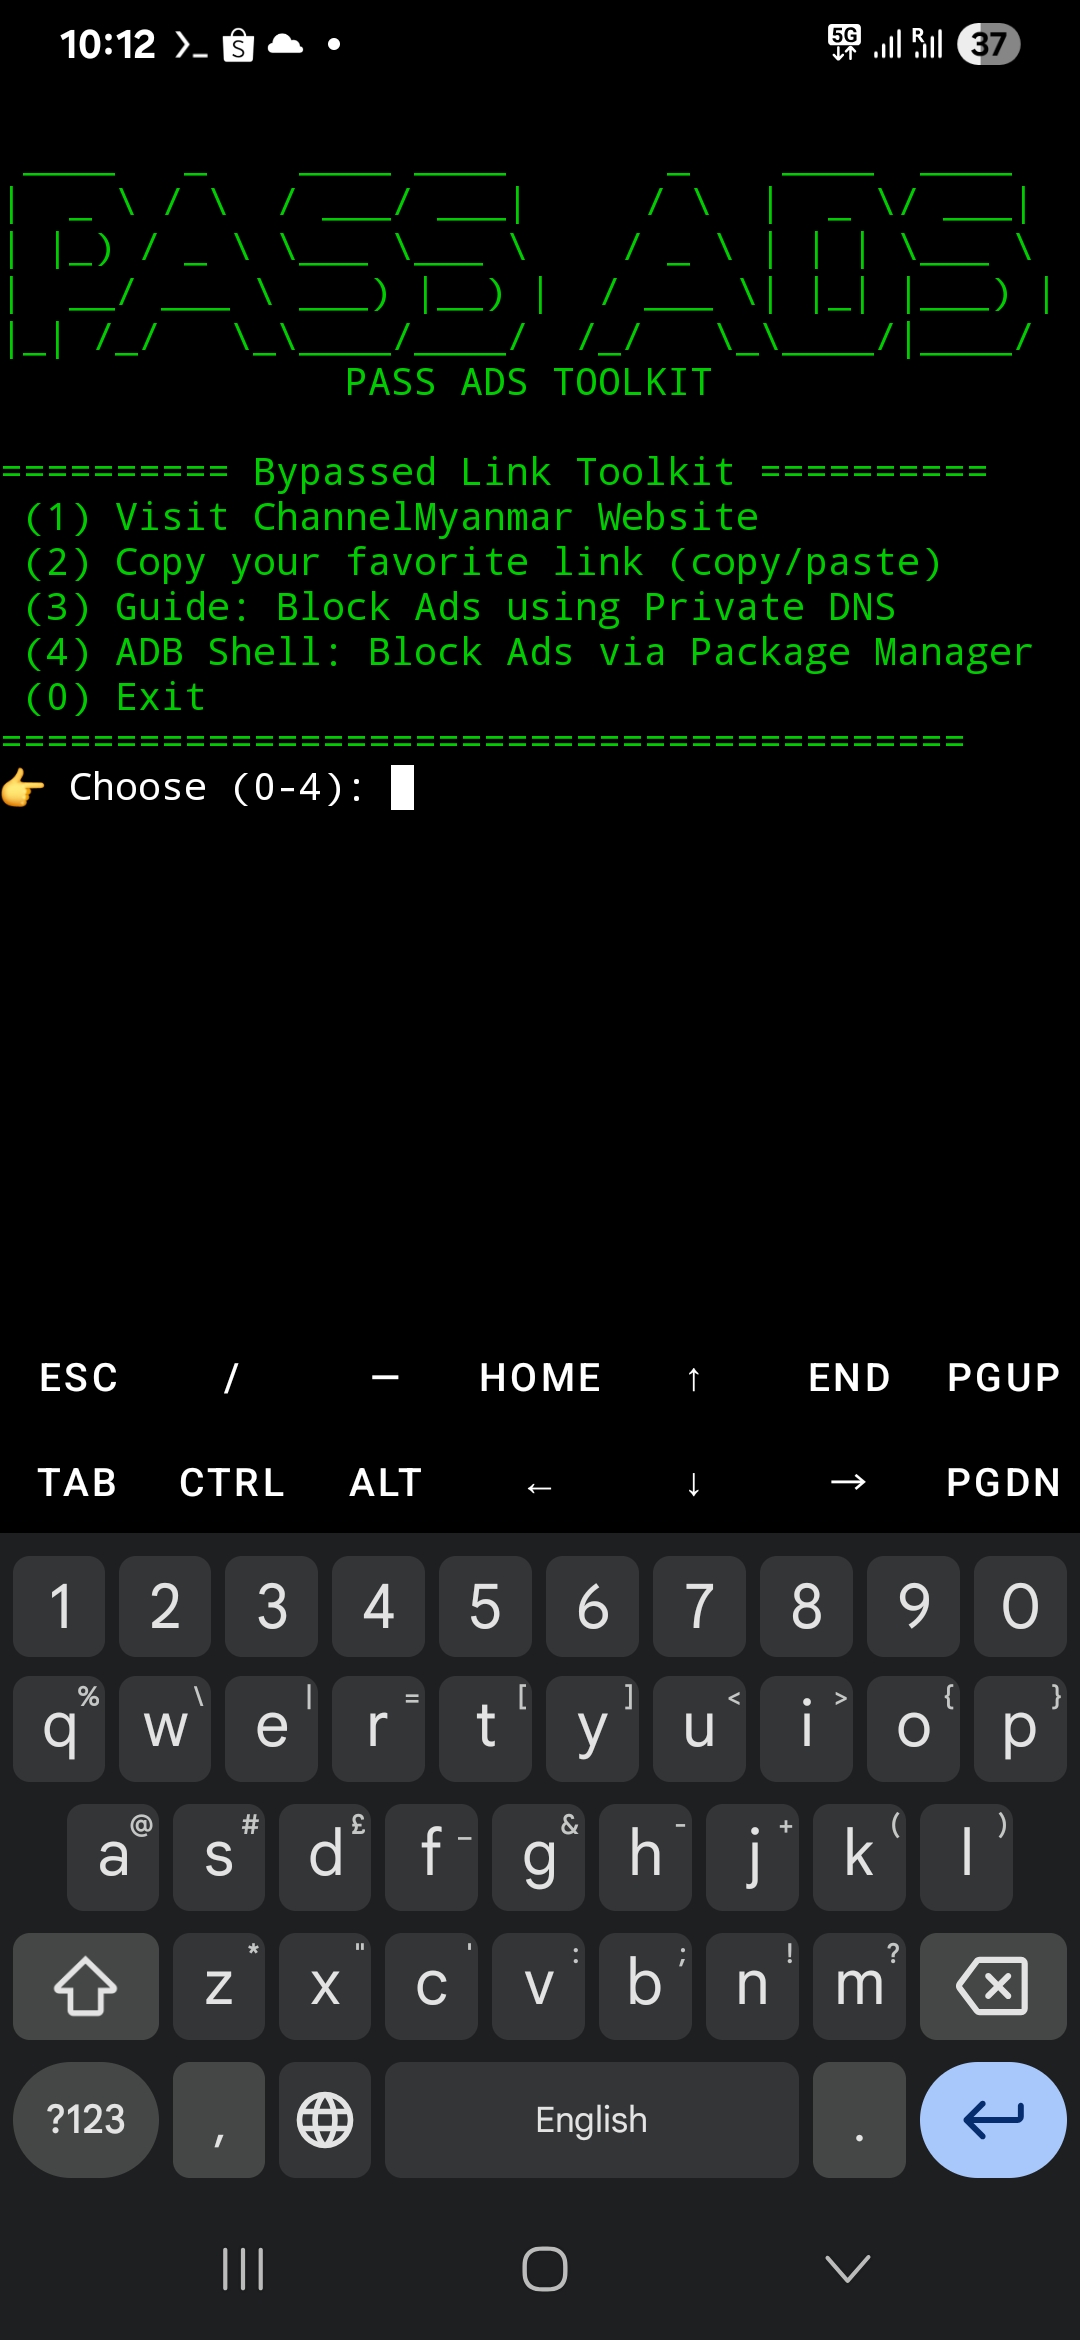 10:12 5G R 37
PASS ADS
PASS ADS TOOLKIT
========== Bypassed Link Toolkit ==========
(1) Visit ChannelMyanmar Website
(2) Copy your favorite link (copy/paste)
(3) Guide: Block Ads using Private DNS
(4) ADB Shell: Block Ads via Package Manager
(0) Exit
==========================================
👉 Choose (0-4):
ESC / — HOME ↑ END PGUP
TAB CTRL ALT ← ↓ → PGDN
1 2 3 4 5 6 7 8 9 0
q % w \ e | r = t [ y ] u < i > o { p }
a @ s # d £ f _ g & h - j + k ( l )
z * x " c ' v : b ; n ! m ?
?123 , English .